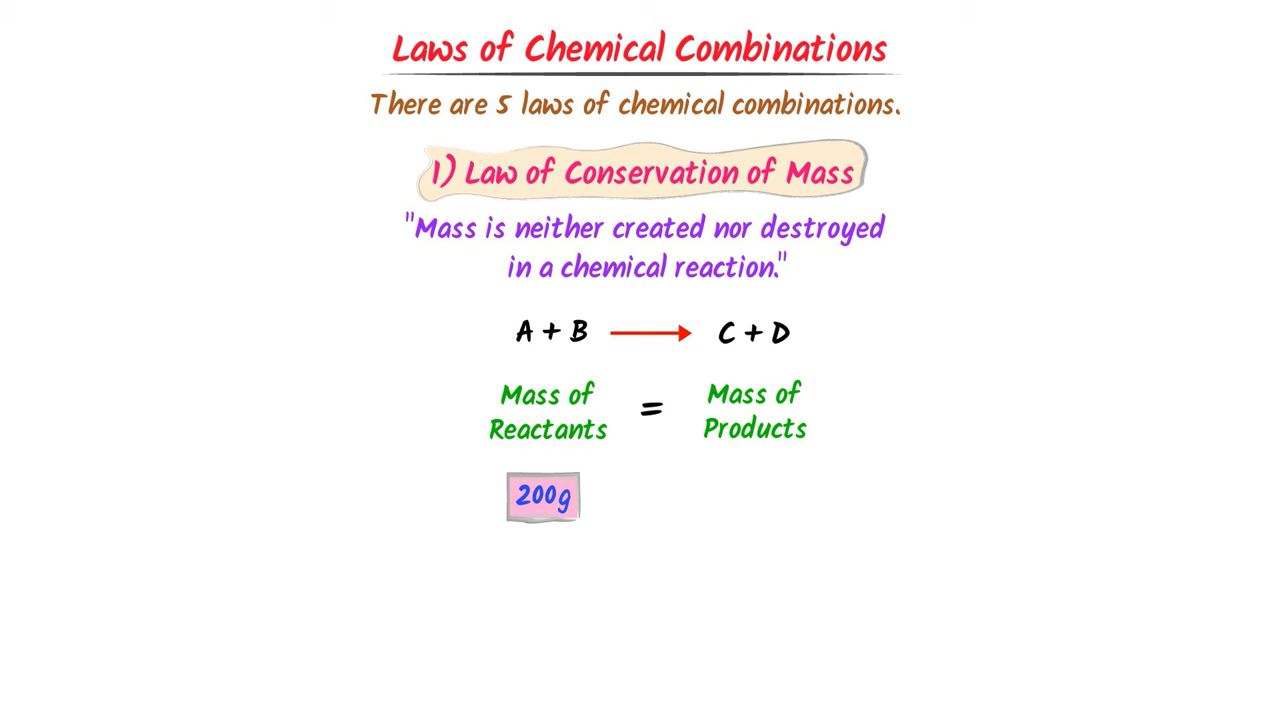 Laws of Chemical Combinations
There are 5 laws of chemical combinations.
1) Law of Conservation of Mass
"Mass is neither created nor destroyed
in a chemical reaction."
A + B → C + D
Mass of Reactants = Mass of Products
200g